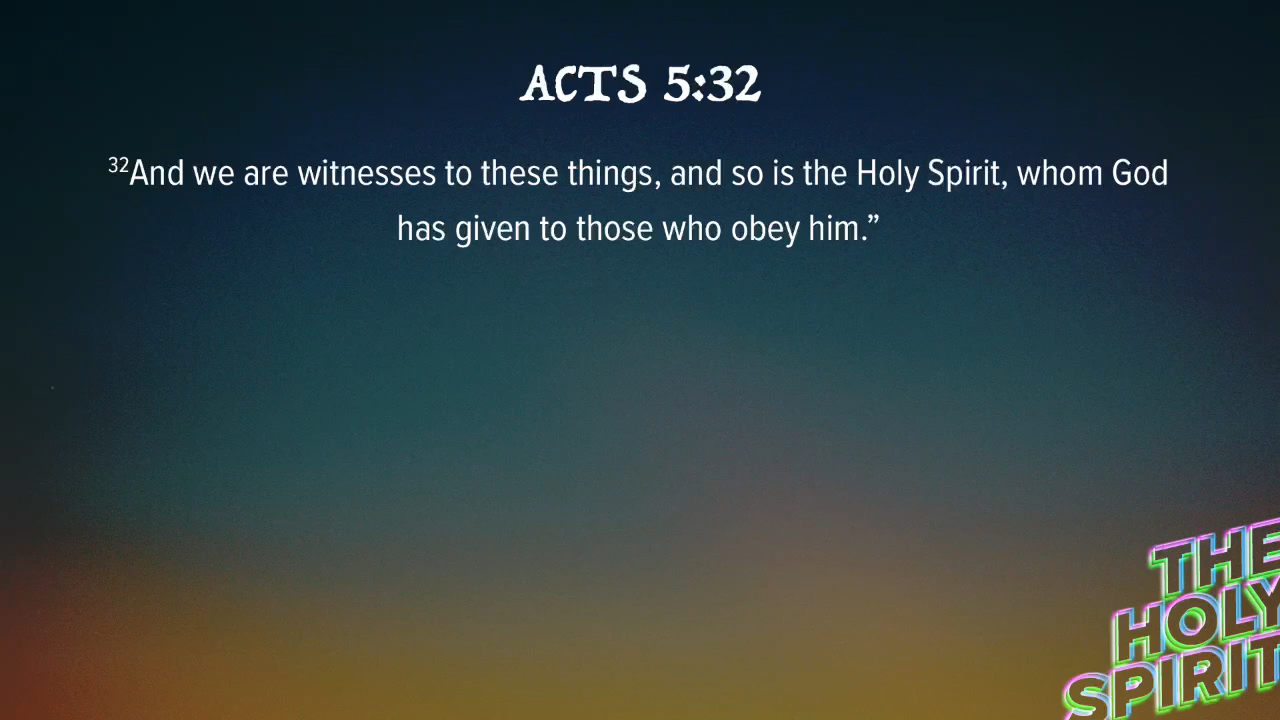 ACTS 5:32
32And we are witnesses to these things, and so is the Holy Spirit, whom God
has given to those who obey him.”
THE
HOLY
SPIRIT